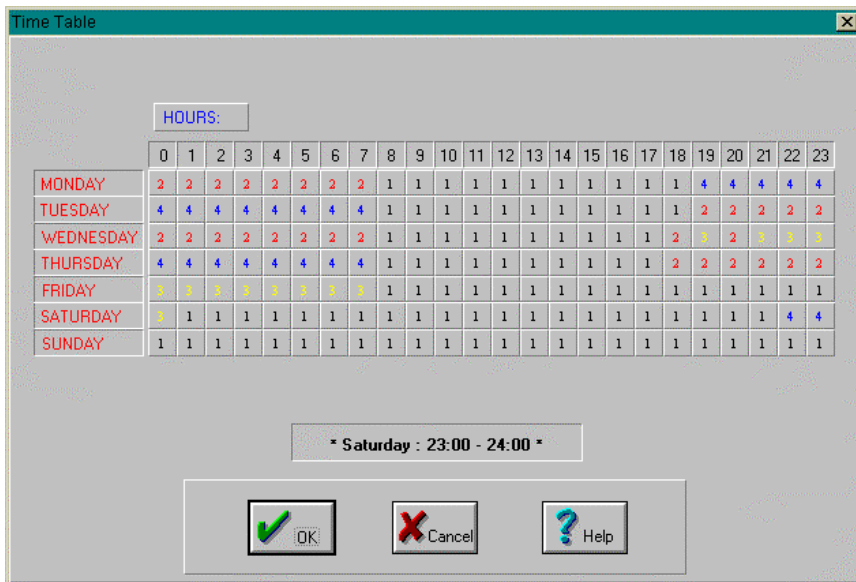 Time Table
HOURS:
0 1 2 3 4 5 6 7 8 9 10 11 12 13 14 15 16 17 18 19 20 21 22 23
MONDAY 2 2 2 2 2 2 2 2 1 1 1 1 1 1 1 1 1 1 1 4 4 4 4 4
TUESDAY 4 4 4 4 4 4 4 4 1 1 1 1 1 1 1 1 1 1 1 2 2 2 2 2
WEDNESDAY 2 2 2 2 2 2 2 2 1 1 1 1 1 1 1 1 1 1 2 3 2 3 3 3
THURSDAY 4 4 4 4 4 4 4 4 1 1 1 1 1 1 1 1 1 1 2 2 2 2 2 2
FRIDAY 3 3 3 3 3 3 3 3 1 1 1 1 1 1 1 1 1 1 1 1 1 1 1 1
SATURDAY 3 1 1 1 1 1 1 1 1 1 1 1 1 1 1 1 1 1 1 1 1 1 4 4
SUNDAY 1 1 1 1 1 1 1 1 1 1 1 1 1 1 1 1 1 1 1 1 1 1 1 1
* Saturday : 23:00 - 24:00 *
OK Cancel Help